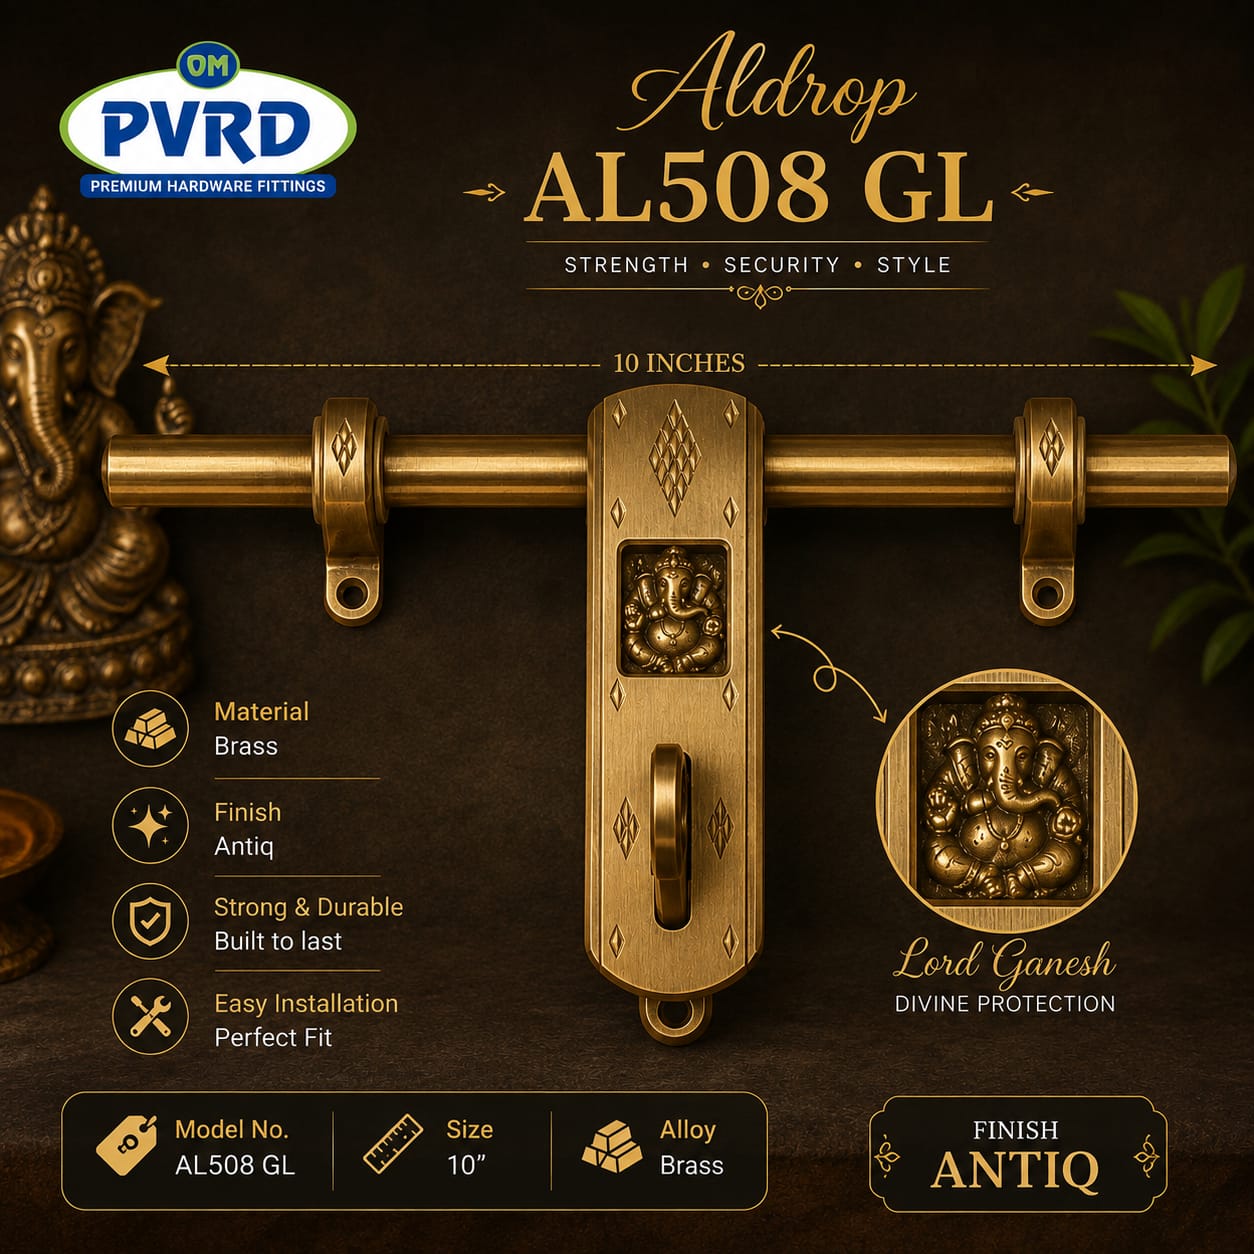 OM
PVRD
PREMIUM HARDWARE FITTINGS
Aldrop
AL508 GL
STRENGTH • SECURITY • STYLE
10 INCHES
Material
Brass
Finish
Antiq
Strong & Durable
Built to last
Easy Installation
Perfect Fit
Lord Ganesh
DIVINE PROTECTION
Model No.
AL508 GL
Size
10”
Alloy
Brass
FINISH
ANTIQ